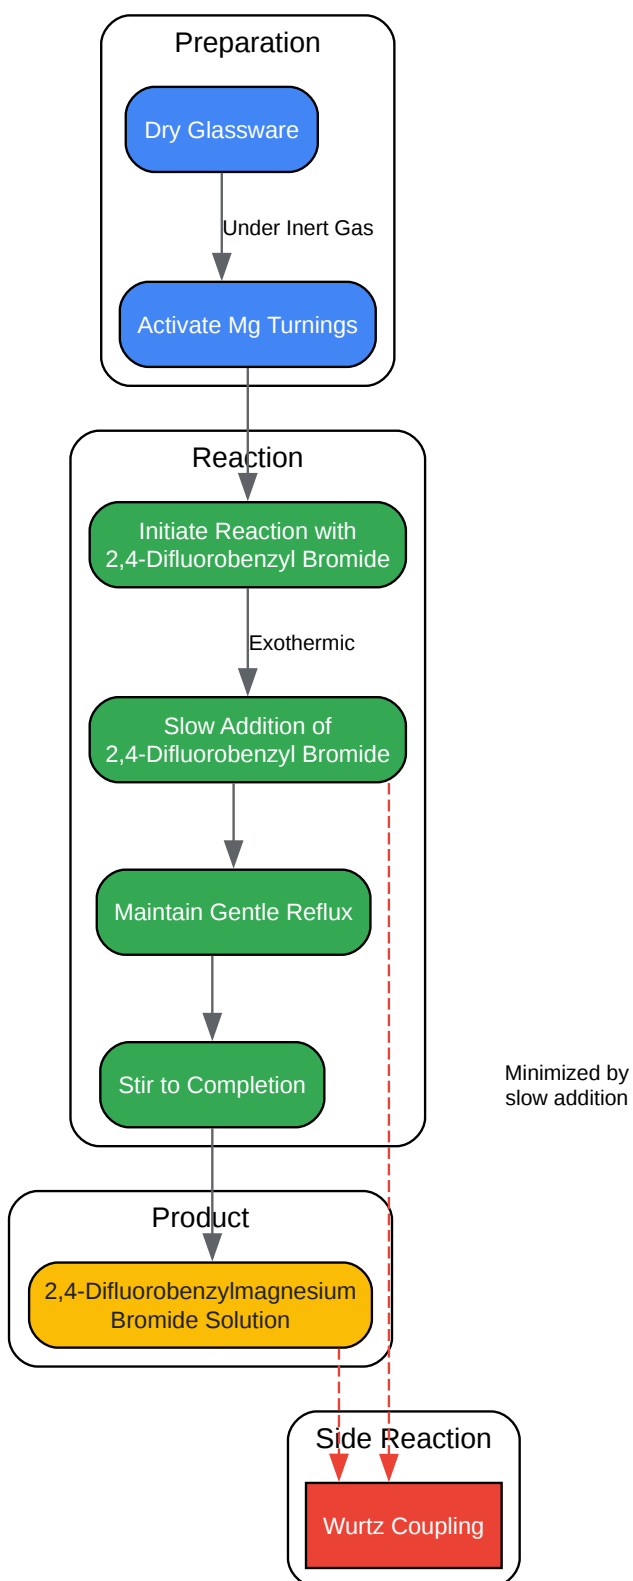 Preparation
Dry Glassware
Under Inert Gas
Activate Mg Turnings
Reaction
Initiate Reaction with
2,4-Difluorobenzyl Bromide
Exothermic
Slow Addition of
2,4-Difluorobenzyl Bromide
Maintain Gentle Reflux
Stir to Completion
Minimized by
slow addition
Product
2,4-Difluorobenzylmagnesium
Bromide Solution
Side Reaction
Wurtz Coupling